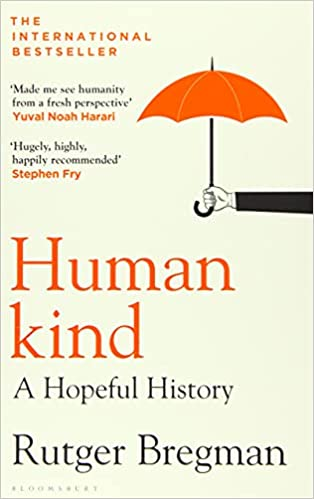 THE
INTERNATIONAL
BESTSELLER
'Made me see humanity
from a fresh perspective'
Yuval Noah Harari
'Hugely, highly,
happily recommended'
Stephen Fry
Human
kind
A Hopeful History
Rutger Bregman
BLOOMSBURY